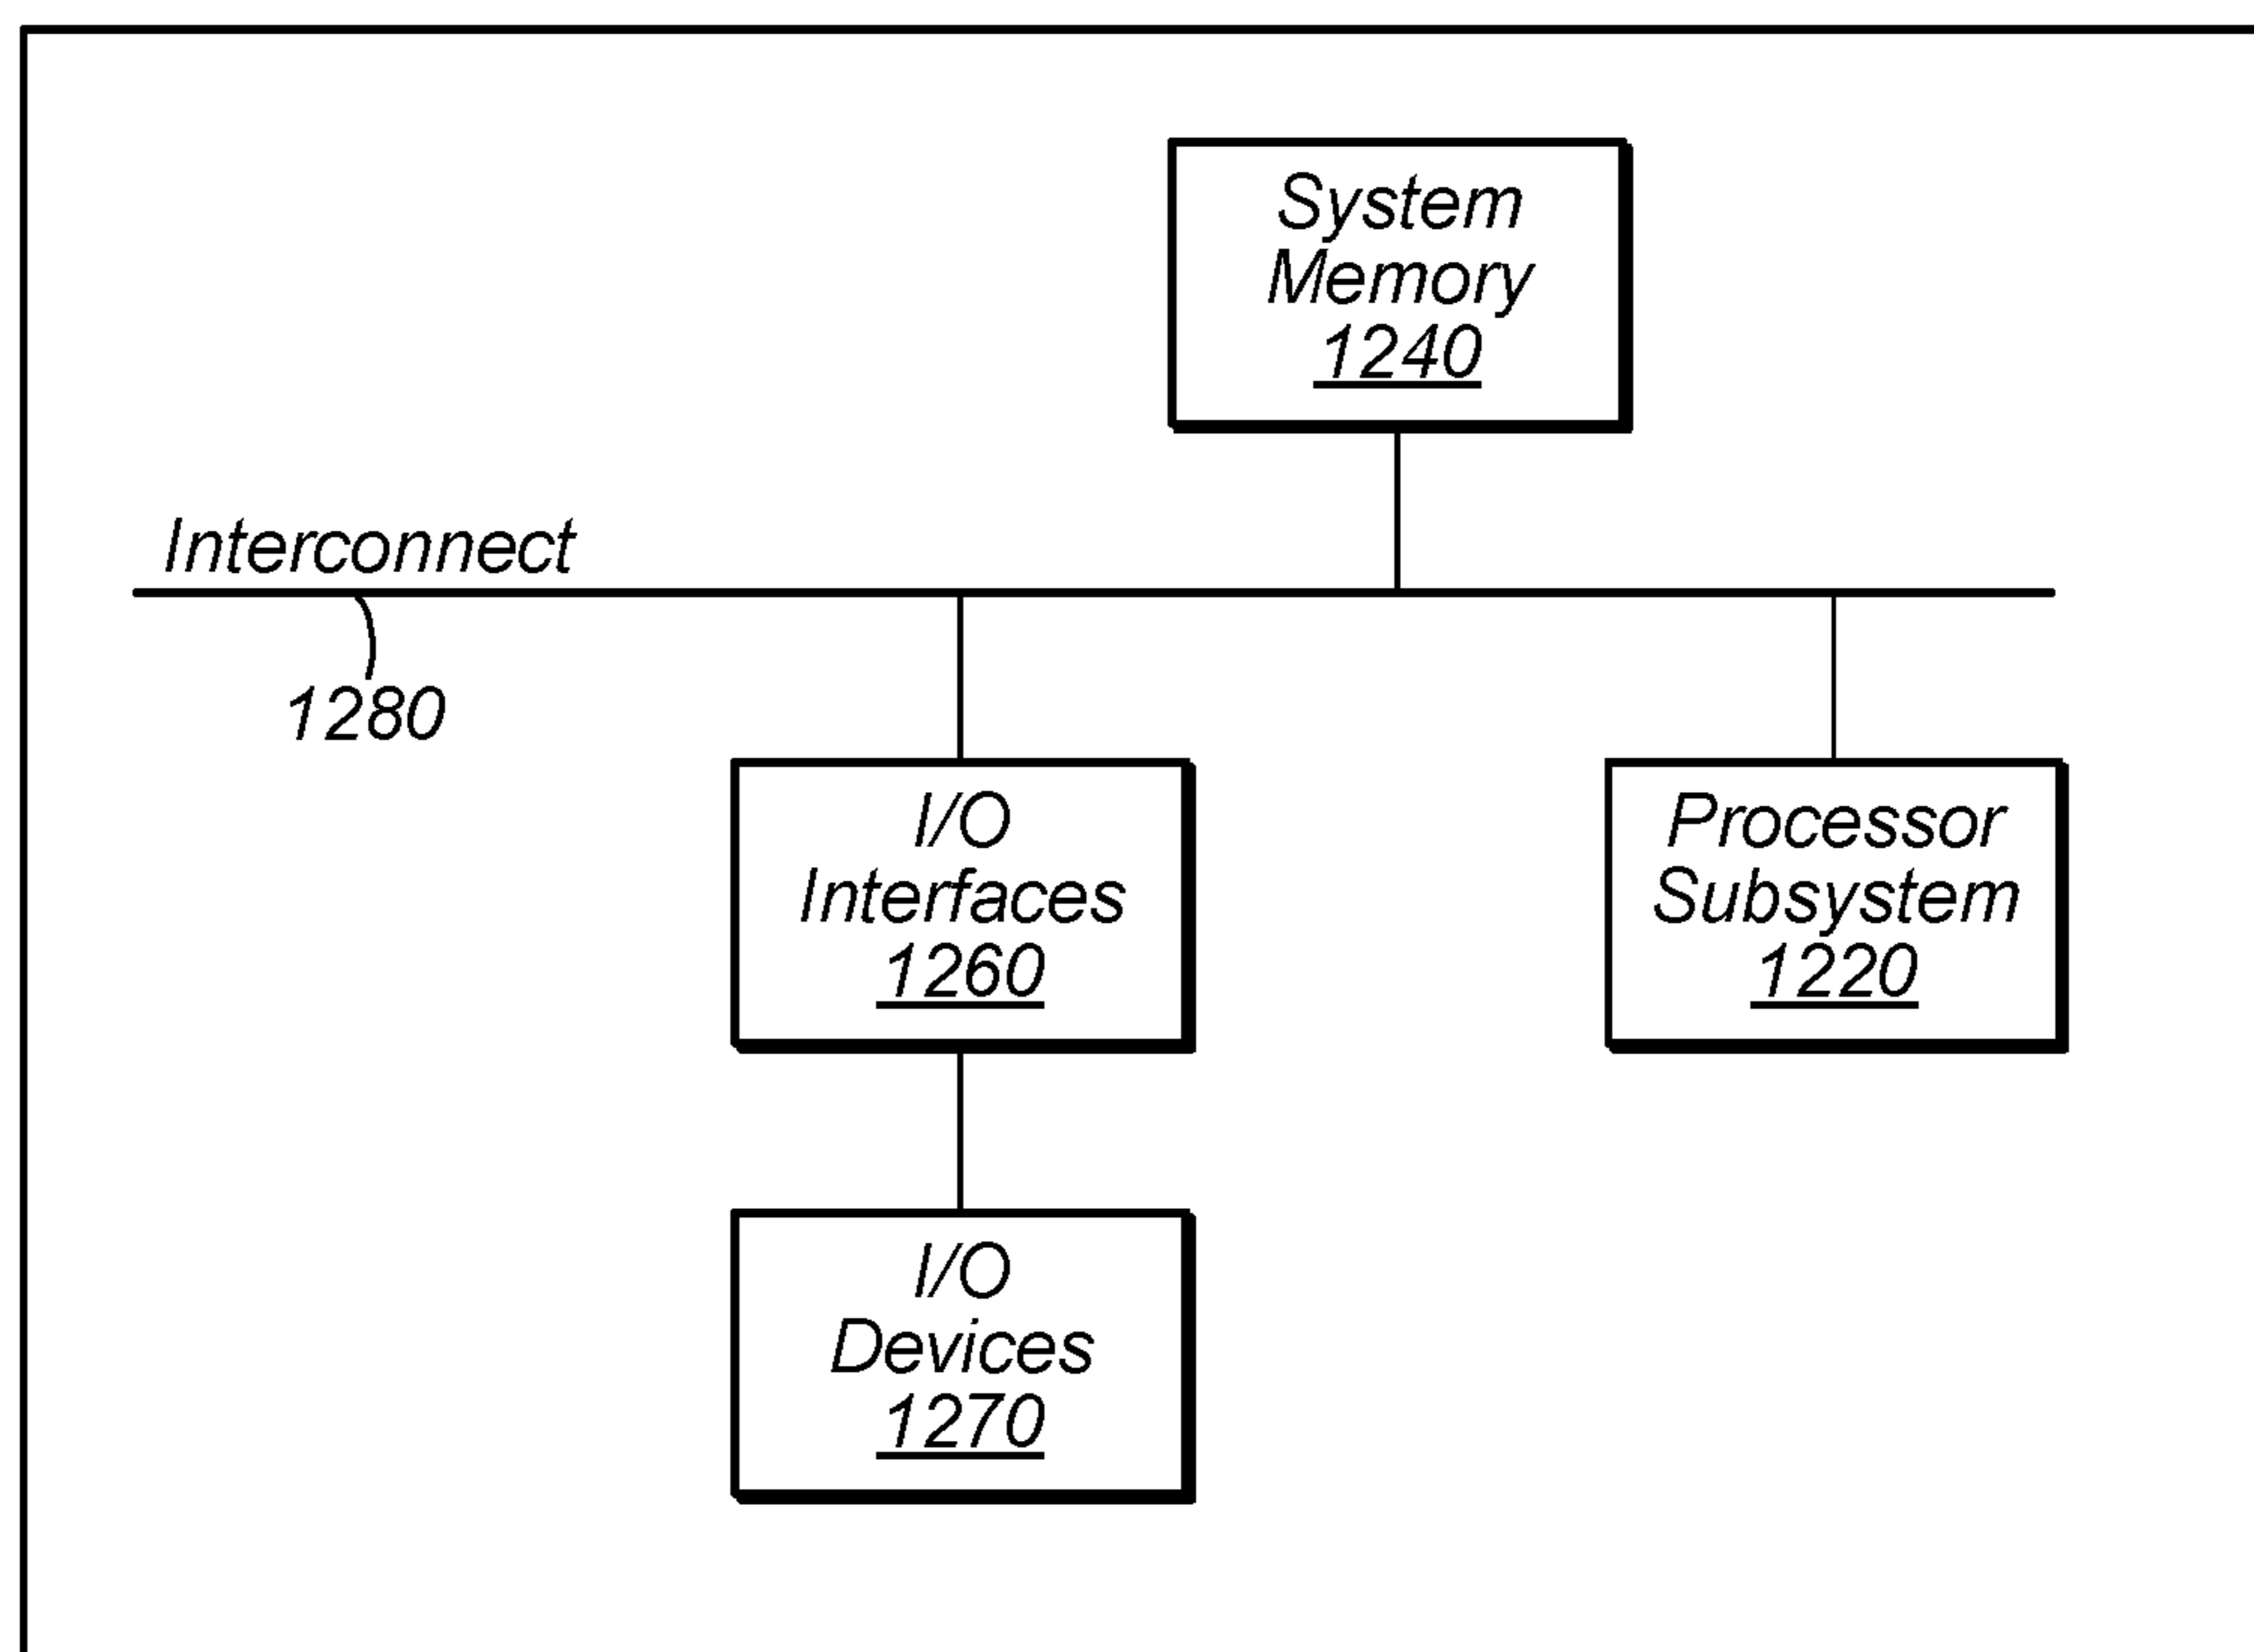 System
Memory
1240
Interconnect
1280
I/O
Interfaces
1260
Processor
Subsystem
1220
I/O
Devices
1270